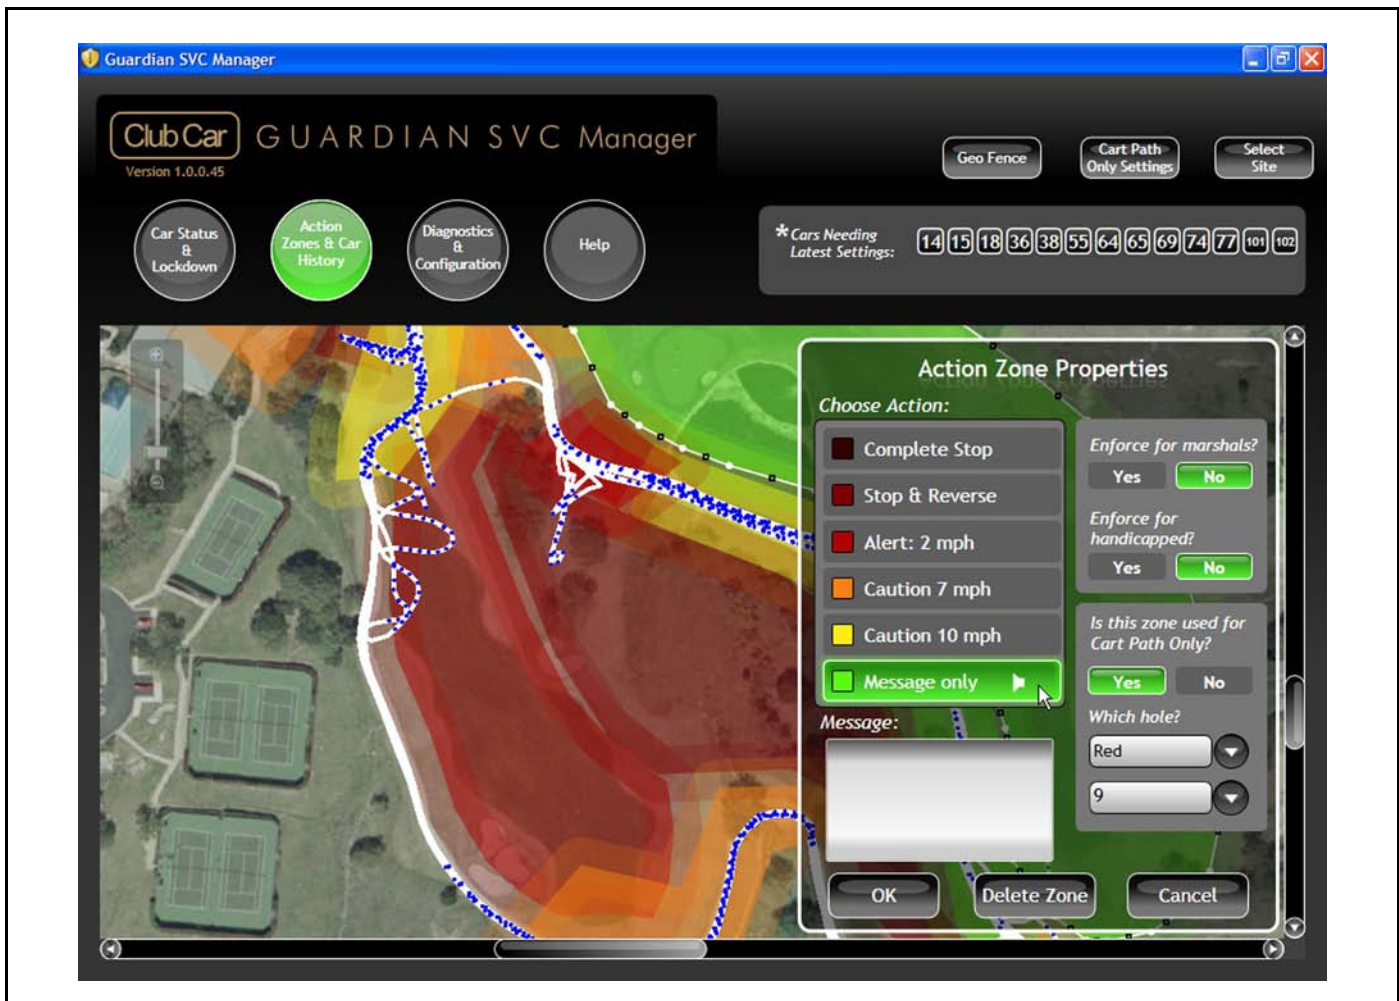 Guardian SVC Manager
Club Car GUARDIAN SVC Manager
Version 1.0.0.45
Geo Fence
Cart Path
Only Settings
Select
Site
Car Status
&
Lockdown
Action
Zones & Car
History
Diagnostics
&
Configuration
Help
*Cars Needing
Latest Settings:
14 15 18 36 38 55 64 65 69 74 77 101 102
Action Zone Properties
Choose Action:
Complete Stop
Stop & Reverse
Alert: 2 mph
Caution 7 mph
Caution 10 mph
Message only
Message:
Enforce for marshals?
Yes No
Enforce for
handicapped?
Yes No
Is this zone used for
Cart Path Only?
Yes No
Which hole?
Red
9
OK Delete Zone Cancel